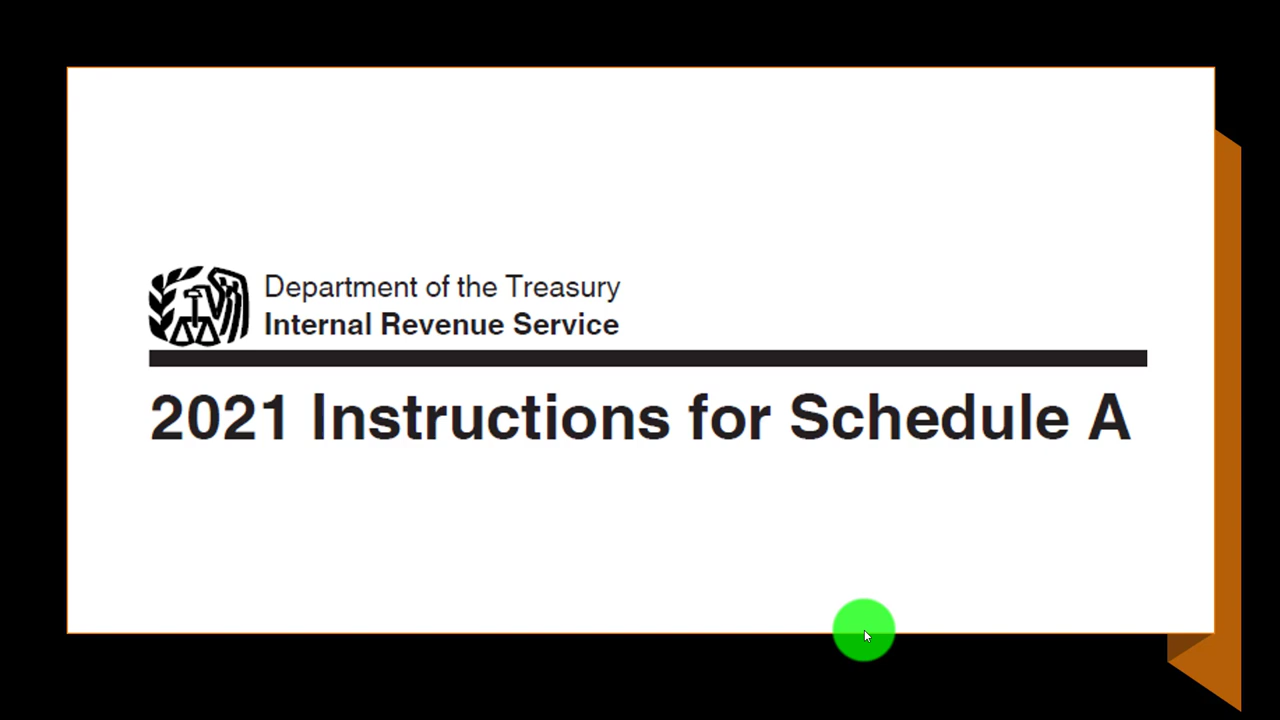 Department of the Treasury
Internal Revenue Service
2021 Instructions for Schedule A